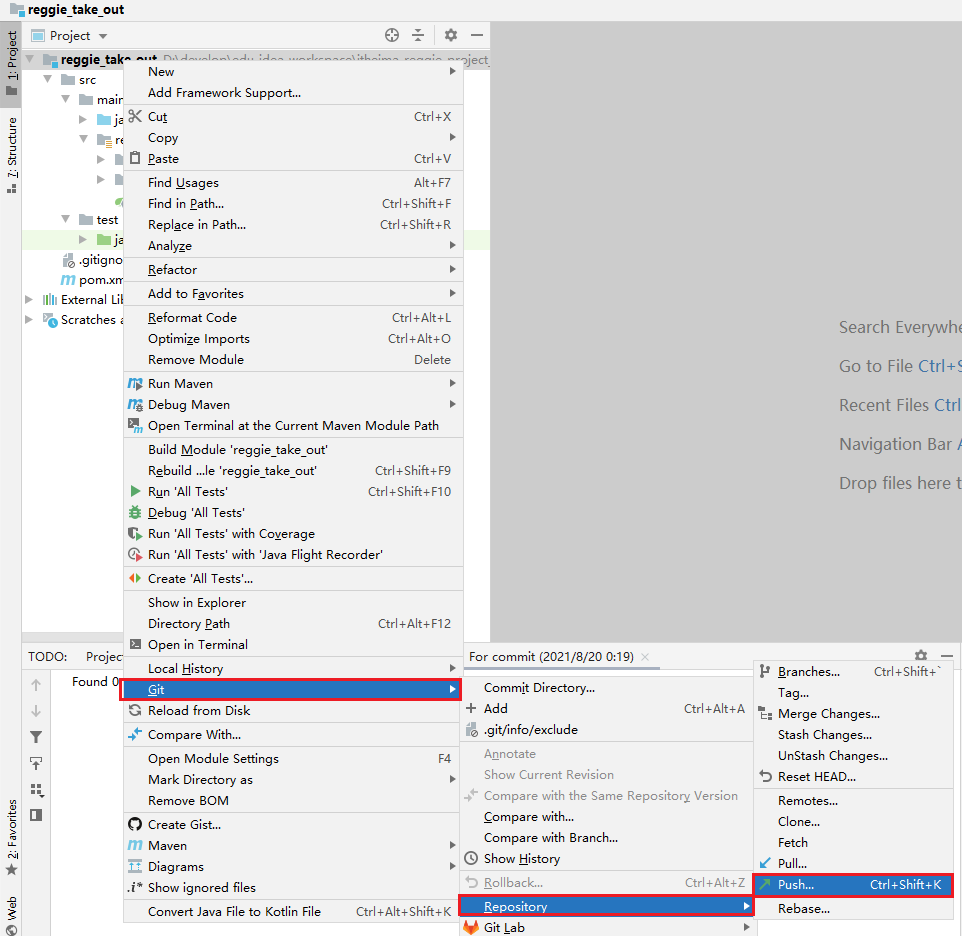 reggie_take_out
1: Project
Project
reggie_take_out
src
main
test
.gitigno
pom.xm
External Lib
Scratches a
7: Structure
New
Add Framework Support...
Cut Ctrl+X
Copy
Paste Ctrl+V
Find Usages Alt+F7
Find in Path... Ctrl+Shift+F
Replace in Path... Ctrl+Shift+R
Analyze
Refactor
Add to Favorites
Reformat Code Ctrl+Alt+L
Optimize Imports Ctrl+Alt+O
Remove Module Delete
Run Maven
Debug Maven
Open Terminal at the Current Maven Module Path
Build Module 'reggie_take_out'
Rebuild ...le 'reggie_take_out' Ctrl+Shift+F9
Run 'All Tests' Ctrl+Shift+F10
Debug 'All Tests'
Run 'All Tests' with Coverage
Run 'All Tests' with 'Java Flight Recorder'
Create 'All Tests'...
Show in Explorer
Directory Path Ctrl+Alt+F12
Open in Terminal
Local History
Git
Reload from Disk
Compare With...
Open Module Settings F4
Mark Directory as
Remove BOM
Create Gist...
Maven
Diagrams
.i* Show ignored files
Convert Java File to Kotlin File Ctrl+Alt+Shift+K
Search Everywhe
Go to File Ctrl+S
Recent Files Ctrl
Navigation Bar A
Drop files here t
TODO:
Projec
For commit (2021/8/20 0:19)
Found 0
2: Favorites
Web
Commit Directory...
Add Ctrl+Alt+A
.git/info/exclude
Annotate
Show Current Revision
Compare with the Same Repository Version
Compare with...
Compare with Branch...
Show History
Rollback... Ctrl+Alt+Z
Repository
Git Lab
Branches... Ctrl+Shift+`
Tag...
Merge Changes...
Stash Changes...
UnStash Changes...
Reset HEAD...
Remotes...
Clone...
Fetch
Pull...
Push... Ctrl+Shift+K
Rebase...